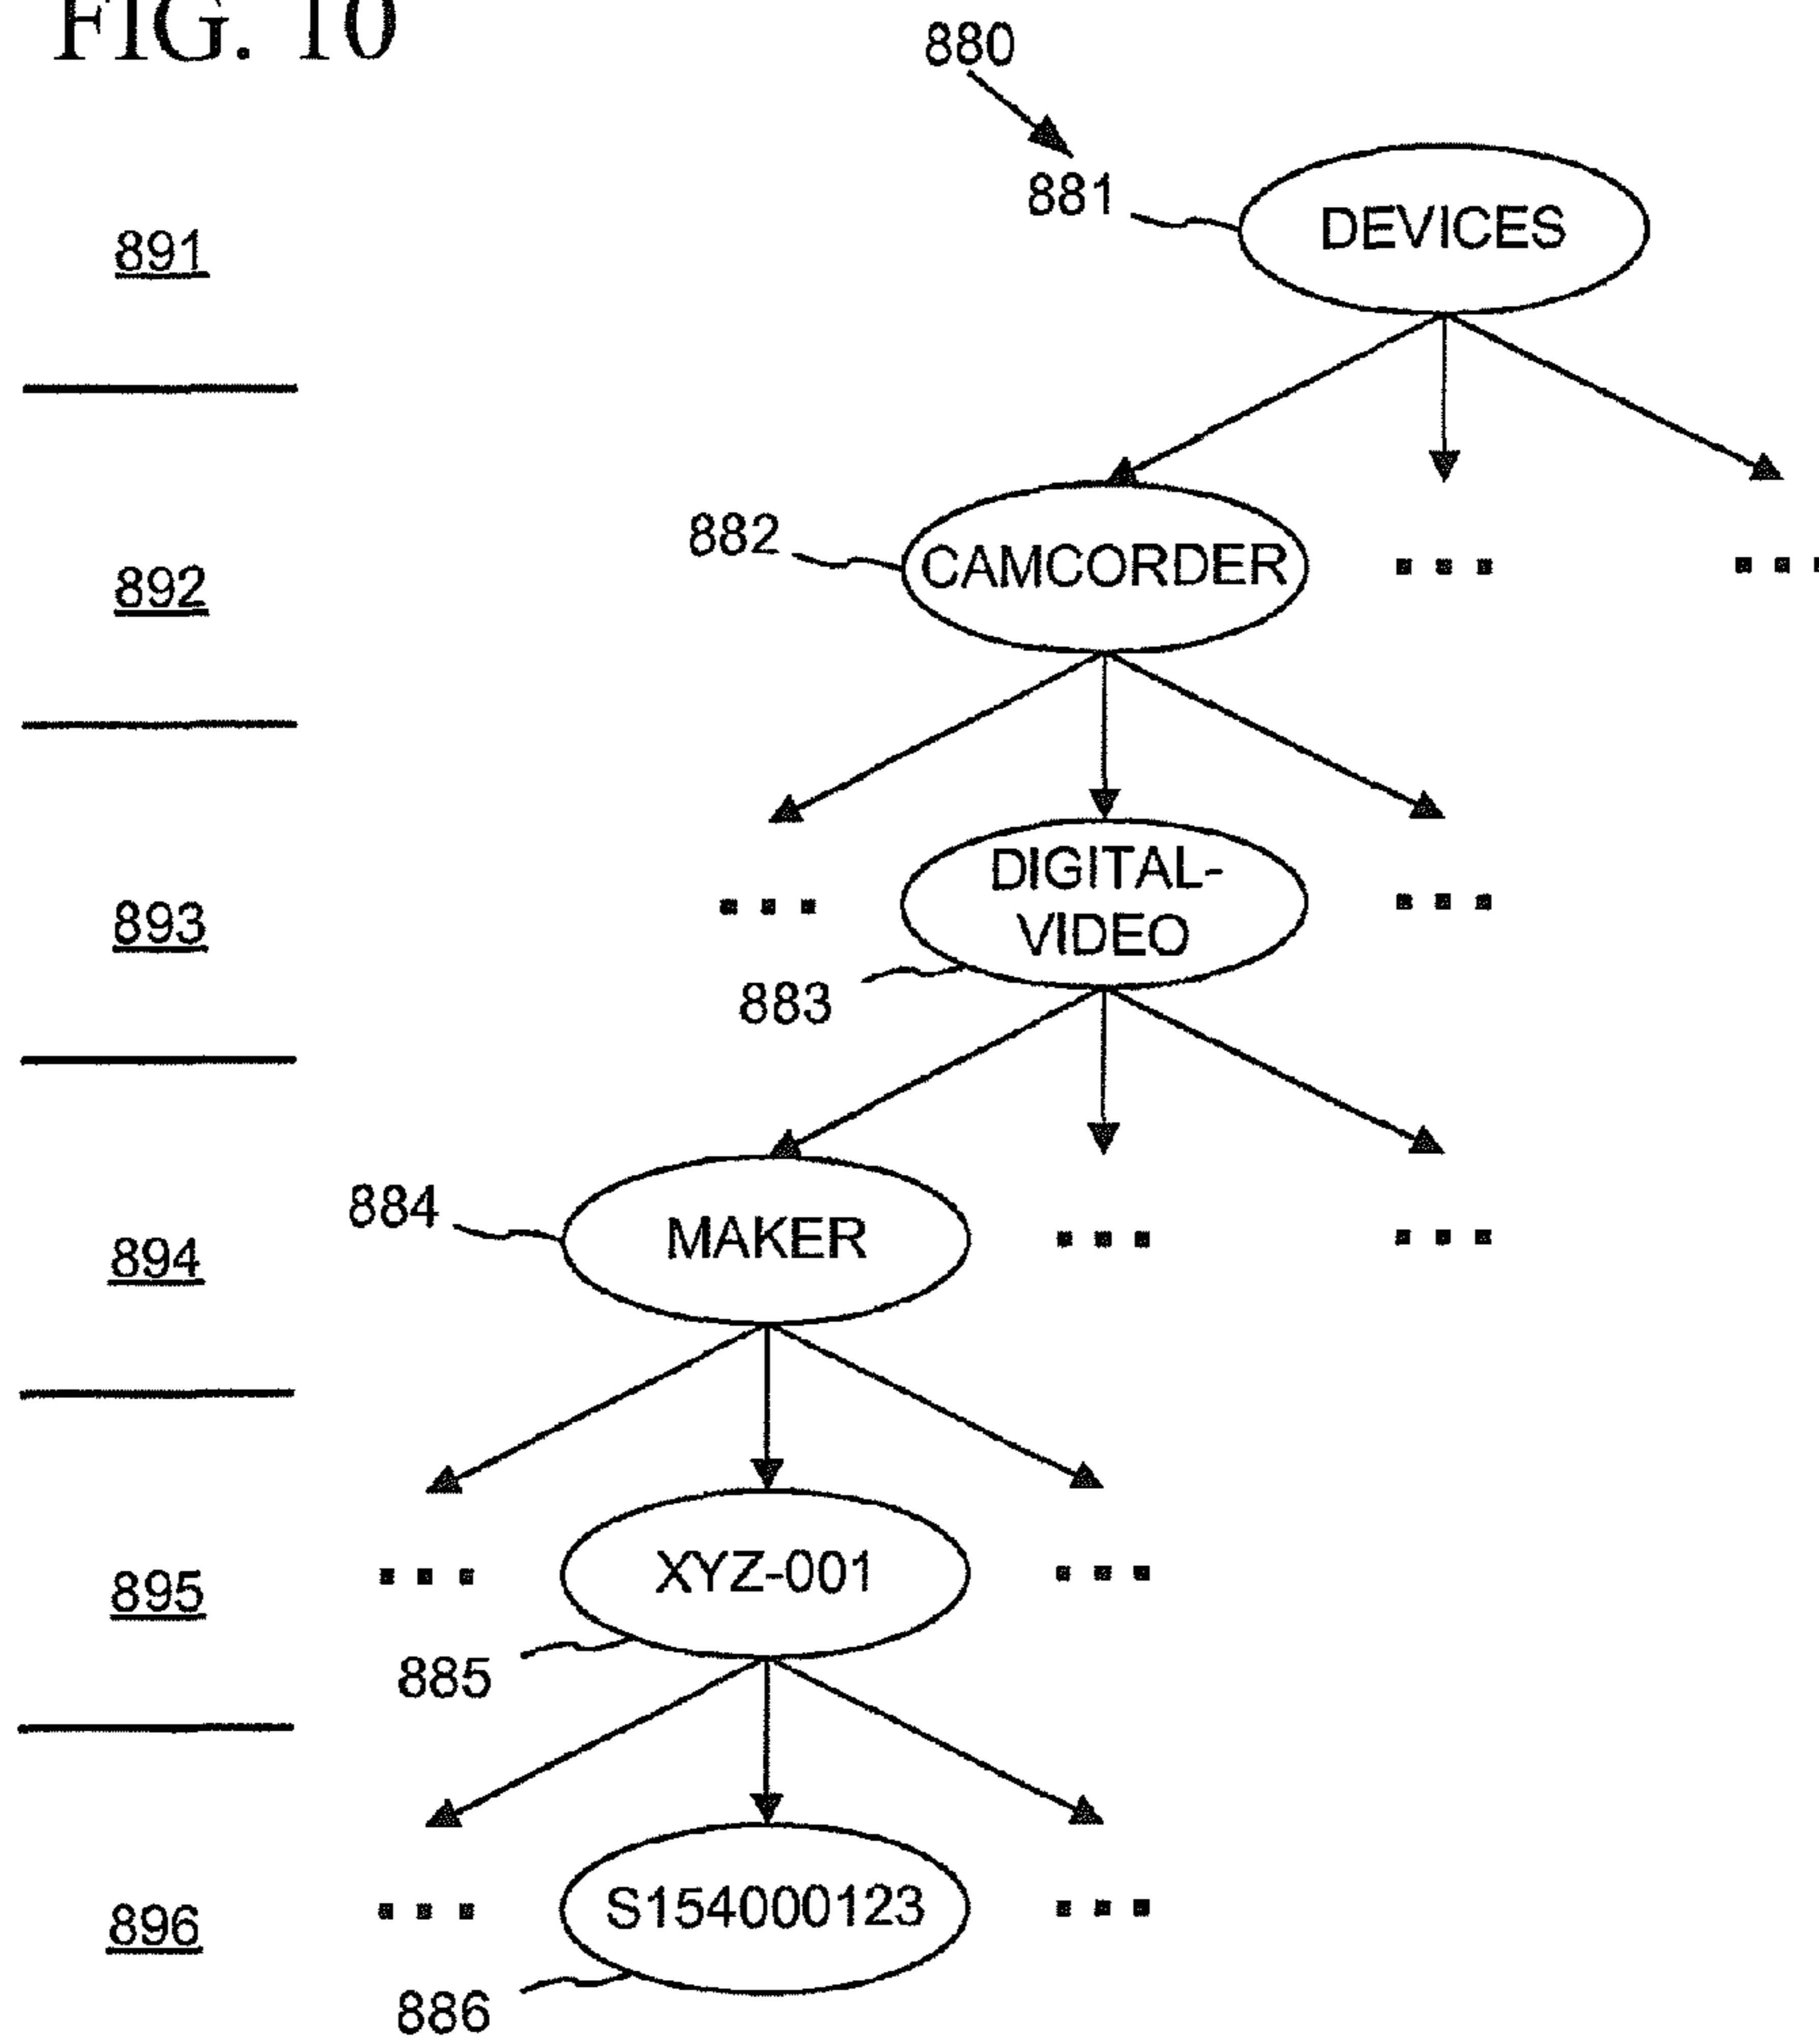 FIG. 10
880
881
DEVICES
891
882
CAMCORDER
... ...
892
DIGITAL-
VIDEO
... ...
893
883
884
MAKER
... ...
894
XYZ-001
... ...
895
885
S154000123
... ...
896
886